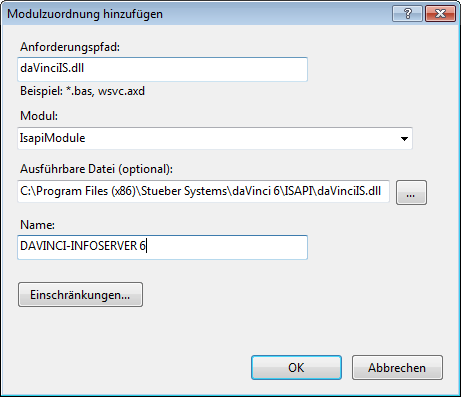 Modulzuordnung hinzufügen
?
Anforderungspfad:
daVinciIS.dll
Beispiel: *.bas, wsvc.axd
Modul:
IsapiModule
Ausführbare Datei (optional):
C:\Program Files (x86)\Stueber Systems\daVinci 6\ISAPI\daVinciIS.dll
...
Name:
DAVINCI-INFOSERVER 6
Einschränkungen...
OK Abbrechen